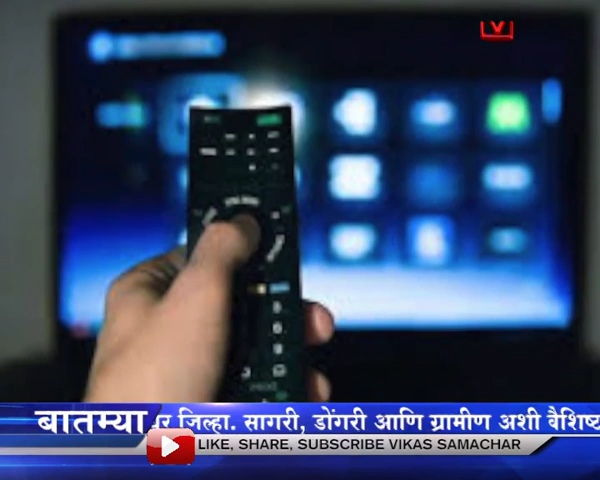 बातम्या
जिल्हा. सागरी, डोंगरी आणि ग्रामीण अशी
LIKE, SHARE, SUBSCRIBE VIKAS SAMACHAR